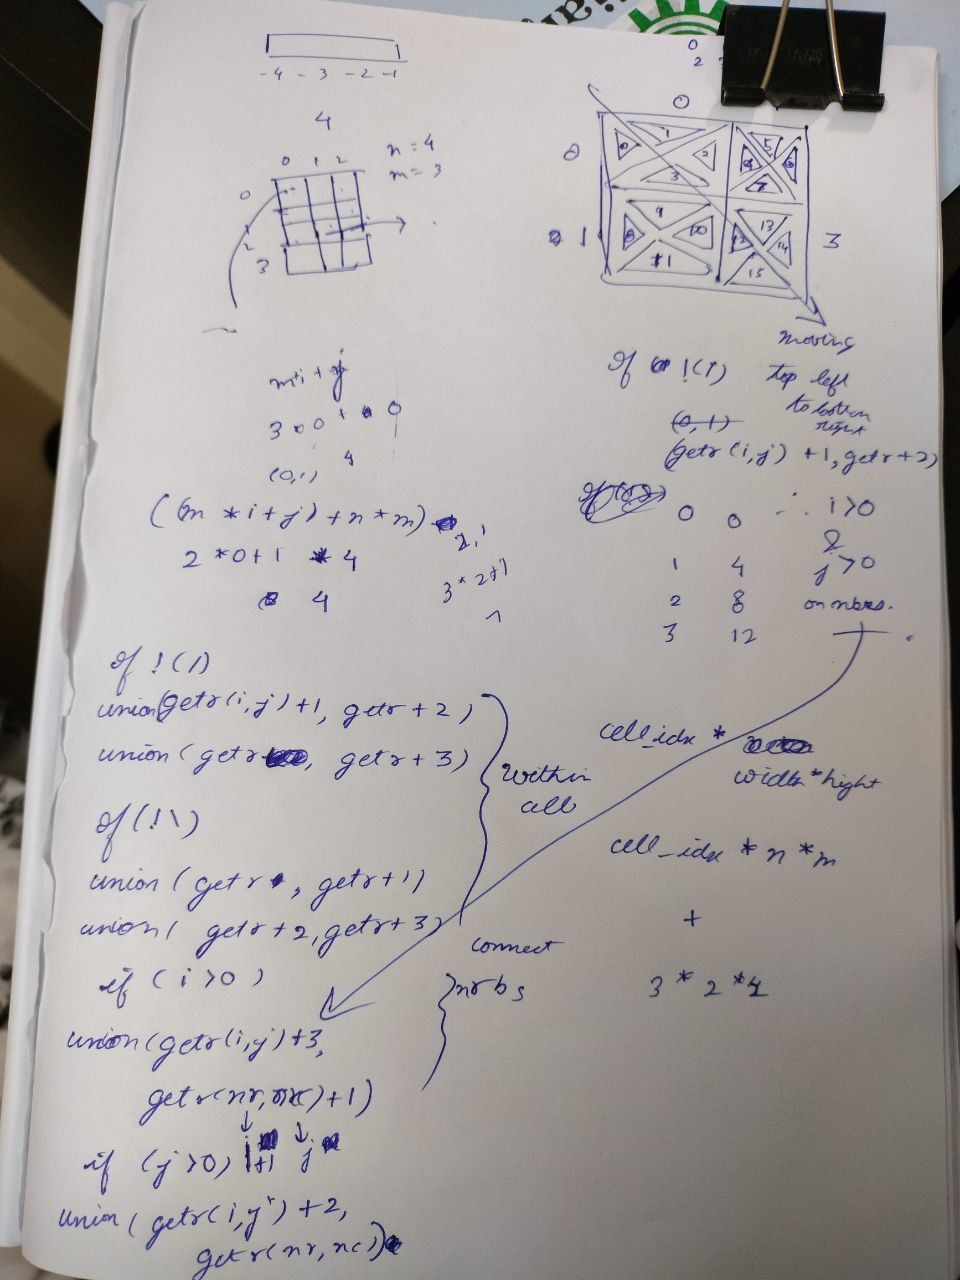 -4 -3 -2 -1
4
0 1 2
n = 4
m = 3
0
1
2
3
0
2
0
0
1
3
0 1 2 3
4 5 6 7
8 9 10 11
12 13 14 15
moving
top left
to bottom
right
m*i + j
3*0 + 0
(0,1)
4
((m *i+j)+n*m)
2*0+1 * 4
4
2,1
3*2+1
if !(/)
(0,1)
(getr(i,j) +1, getr+2)
0 0
1 4
2 8
3 12
∴ i>0
&
j>0
on nbrs.
if !(/)
union(getr(i,j)+1, getr+2)
union(getr, getr+3)
within
cell
if(!\)
union(getr, getr+1)
union( getr+2, getr+3)
if (i>0)
union(getr(i,j)+3,
getr(nr,nc)+1)
connect
nrbs
if (j>0) i+1 j
union(getr(i,j)+2,
getr(nr,nc))
cell_idx *
width*hight
cell_idx * n *m
+
3 * 2 *4